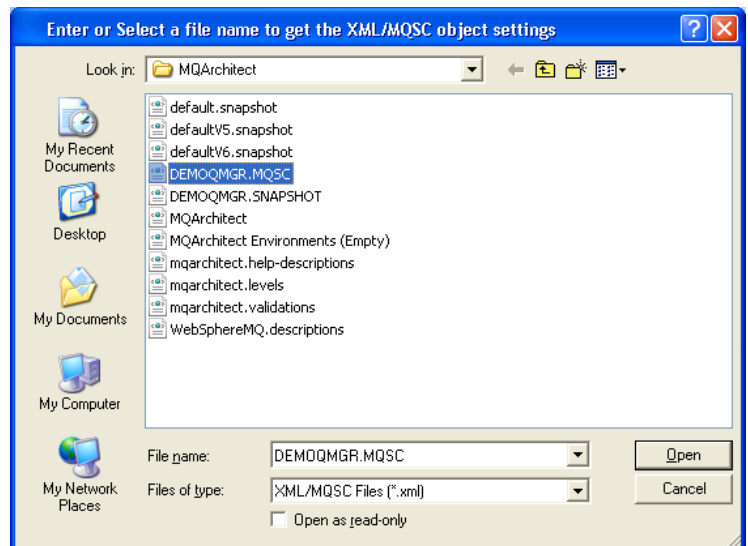 Enter or Select a file name to get the XML/MQSC object settings
Look in:
MQArchitect
My Recent
Documents
Desktop
My Documents
My Computer
My Network
Places
default.snapshot
defaultV5.snapshot
defaultV6.snapshot
DEMOQMGR.MQSC
DEMOQMGR.SNAPSHOT
MQArchitect
MQArchitect Environments (Empty)
mqarchitect.help-descriptions
mqarchitect.levels
mqarchitect.validations
WebSphereMQ.descriptions
File name:
DEMOQMGR.MQSC
Open
Files of type:
XML/MQSC Files (*.xml)
Cancel
Open as read-only